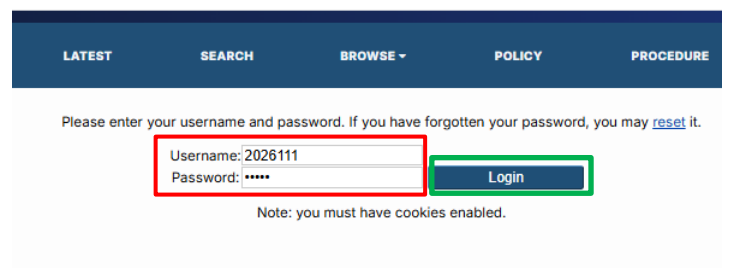 LATEST SEARCH BROWSE POLICY PROCEDURE
Please enter your username and password. If you have forgotten your password, you may reset it.
Username: 2026111
Password: •••••
Login
Note: you must have cookies enabled.